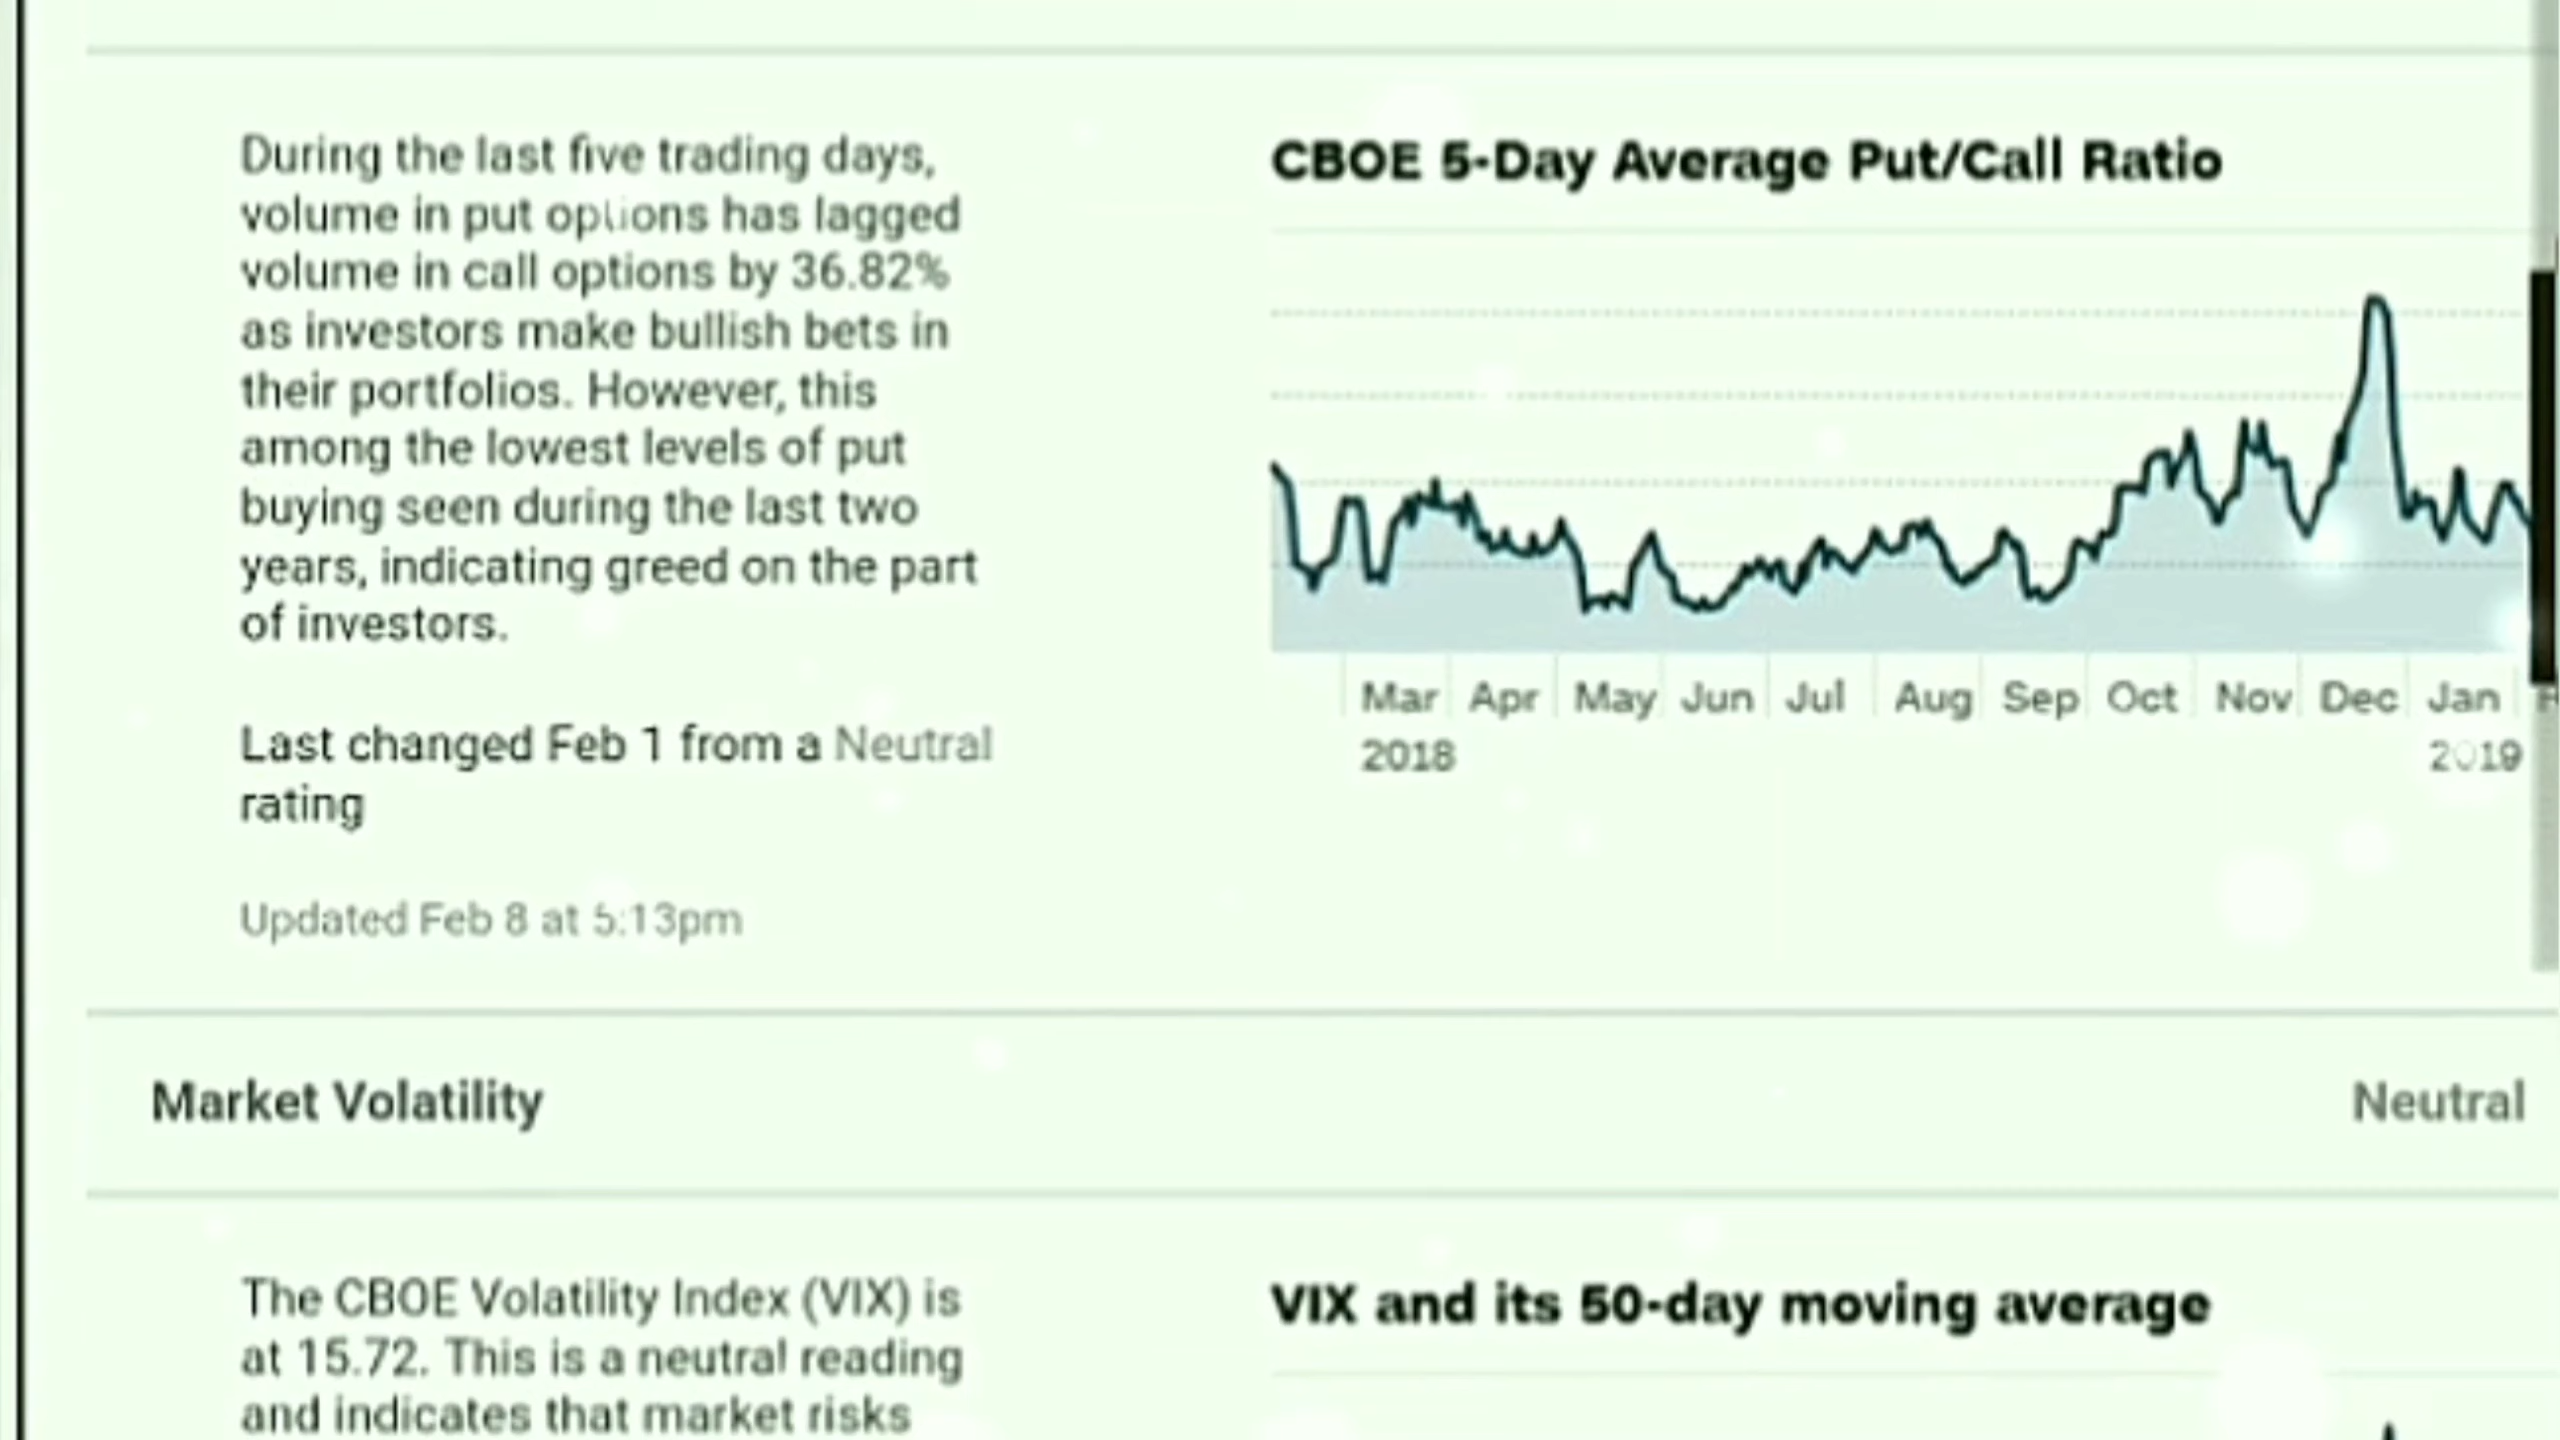 During the last five trading days,
volume in put options has lagged
volume in call options by 36.82%
as investors make bullish bets in
their portfolios. However, this
among the lowest levels of put
buying seen during the last two
years, indicating greed on the part
of investors.
Last changed Feb 1 from a Neutral
rating
Updated Feb 8 at 5:13pm
CBOE 5-Day Average Put/Call Ratio
Mar Apr May Jun Jul Aug Sep Oct Nov Dec Jan
2018 2019
Market Volatility Neutral
The CBOE Volatility Index (VIX) is
at 15.72. This is a neutral reading
and indicates that market risks
VIX and its 50-day moving average